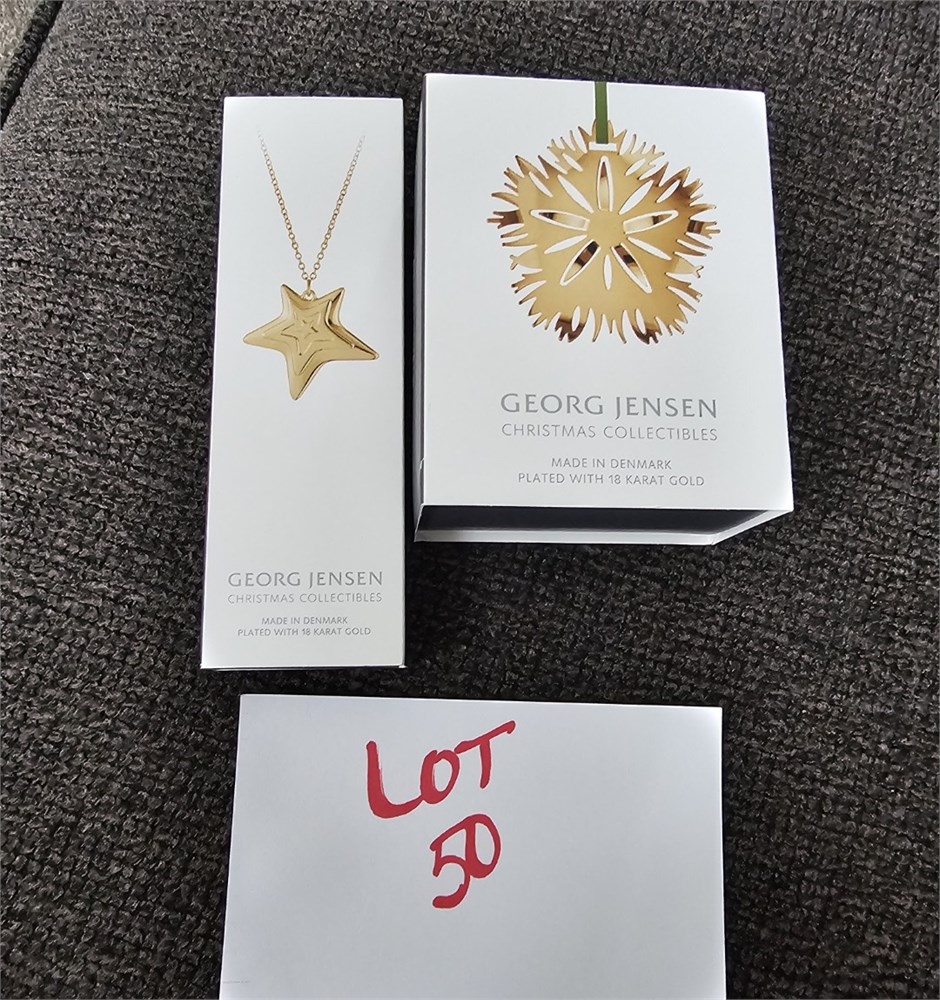 GEORG JENSEN
CHRISTMAS COLLECTIBLES
MADE IN DENMARK
PLATED WITH 18 KARAT GOLD
GEORG JENSEN
CHRISTMAS COLLECTIBLES
MADE IN DENMARK
PLATED WITH 18 KARAT GOLD
LOT
50